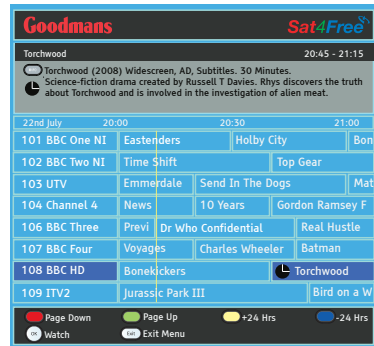 Goodmans Sat4Free
Torchwood 20:45 - 21:15
Torchwood (2008) Widescreen, AD, Subtitles. 30 Minutes.
Science-fiction drama created by Russell T Davies. Rhys discovers the truth
about Torchwood and is involved in the investigation of alien meat.
22nd July 20:00 20:30 21:00
101 BBC One NI Eastenders Holby City Bon
102 BBC Two NI Time Shift Top Gear
103 UTV Emmerdale Send In The Dogs Mat
104 Channel 4 News 10 Years Gordon Ramsey F
106 BBC Three Previ Dr Who Confidential Real Hustle
107 BBC Four Voyages Charles Wheeler Batman
108 BBC HD Bonekickers Torchwood
109 ITV2 Jurassic Park III Bird on a W
Page Down Page Up +24 Hrs -24 Hrs
OK Watch Exit Exit Menu